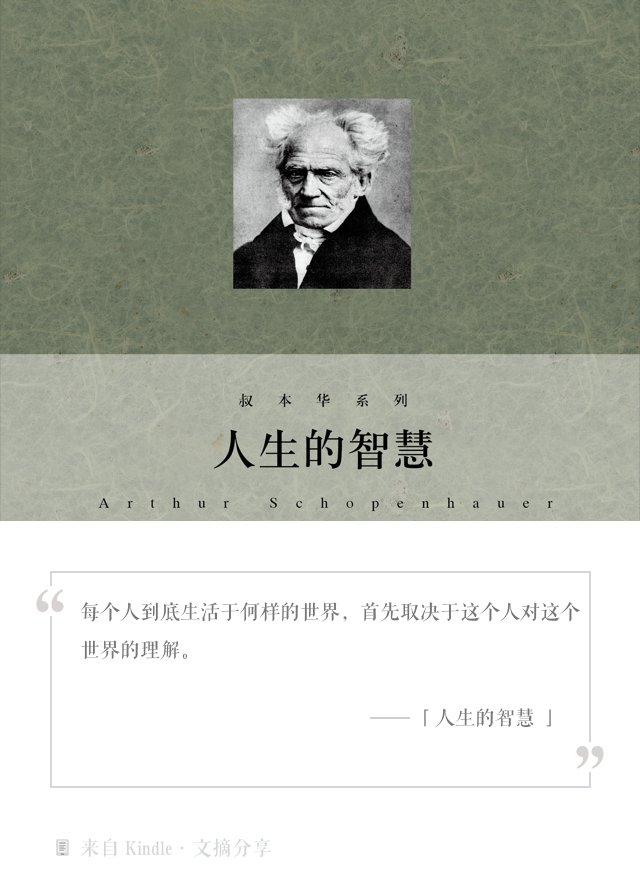 叔本华系列
人生的智慧
Arthur Schopenhauer
“每个人到底生活于何样的世界，首先取决于这个人对这个
世界的理解。
——「人生的智慧 」
”
来自 Kindle · 文摘分享